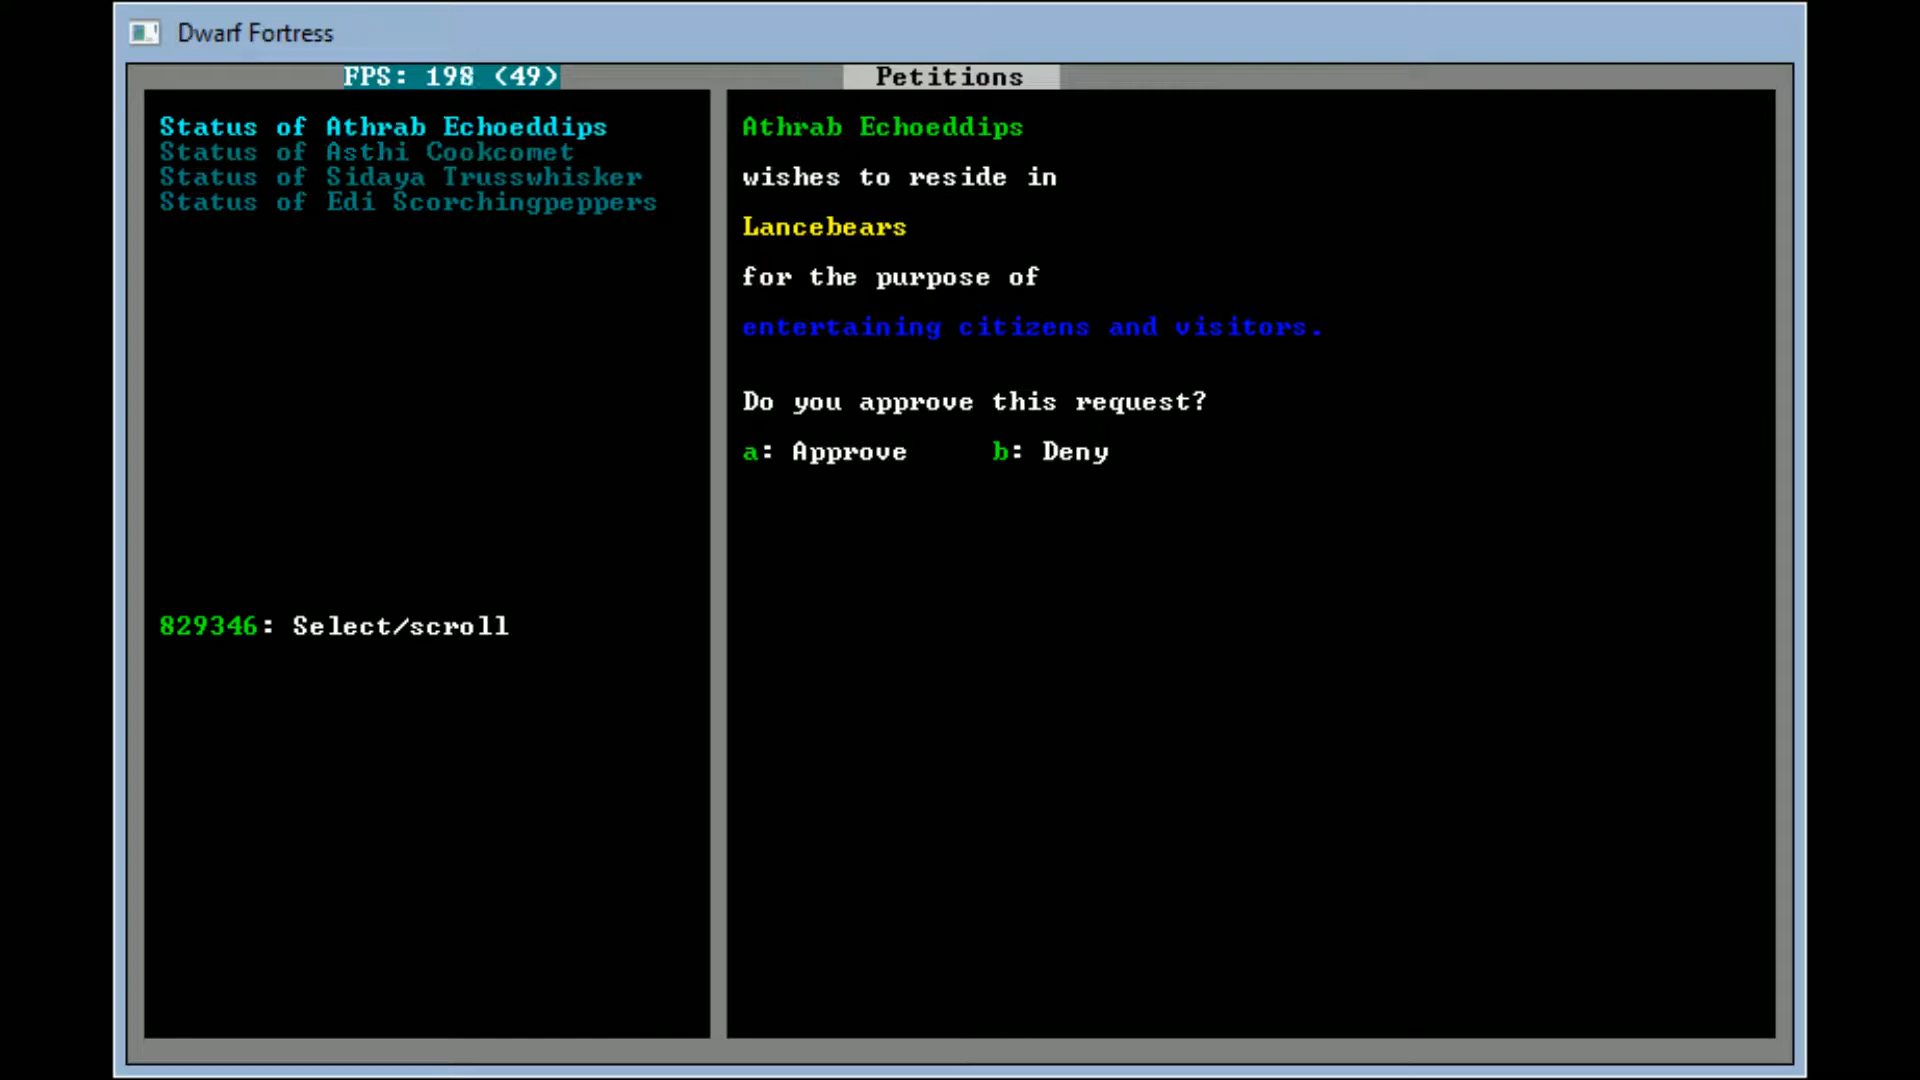 Dwarf Fortress
FPS: 198 (49)
Petitions
Status of Athrab Echoeddips
Status of Asthi Cookcomet
Status of Sidaya Trusswhisker
Status of Edi Scorchingpeppers
829346: Select/scroll
Athrab Echoeddips
wishes to reside in
Lancebears
for the purpose of
entertaining citizens and visitors.
Do you approve this request?
a: Approve b: Deny